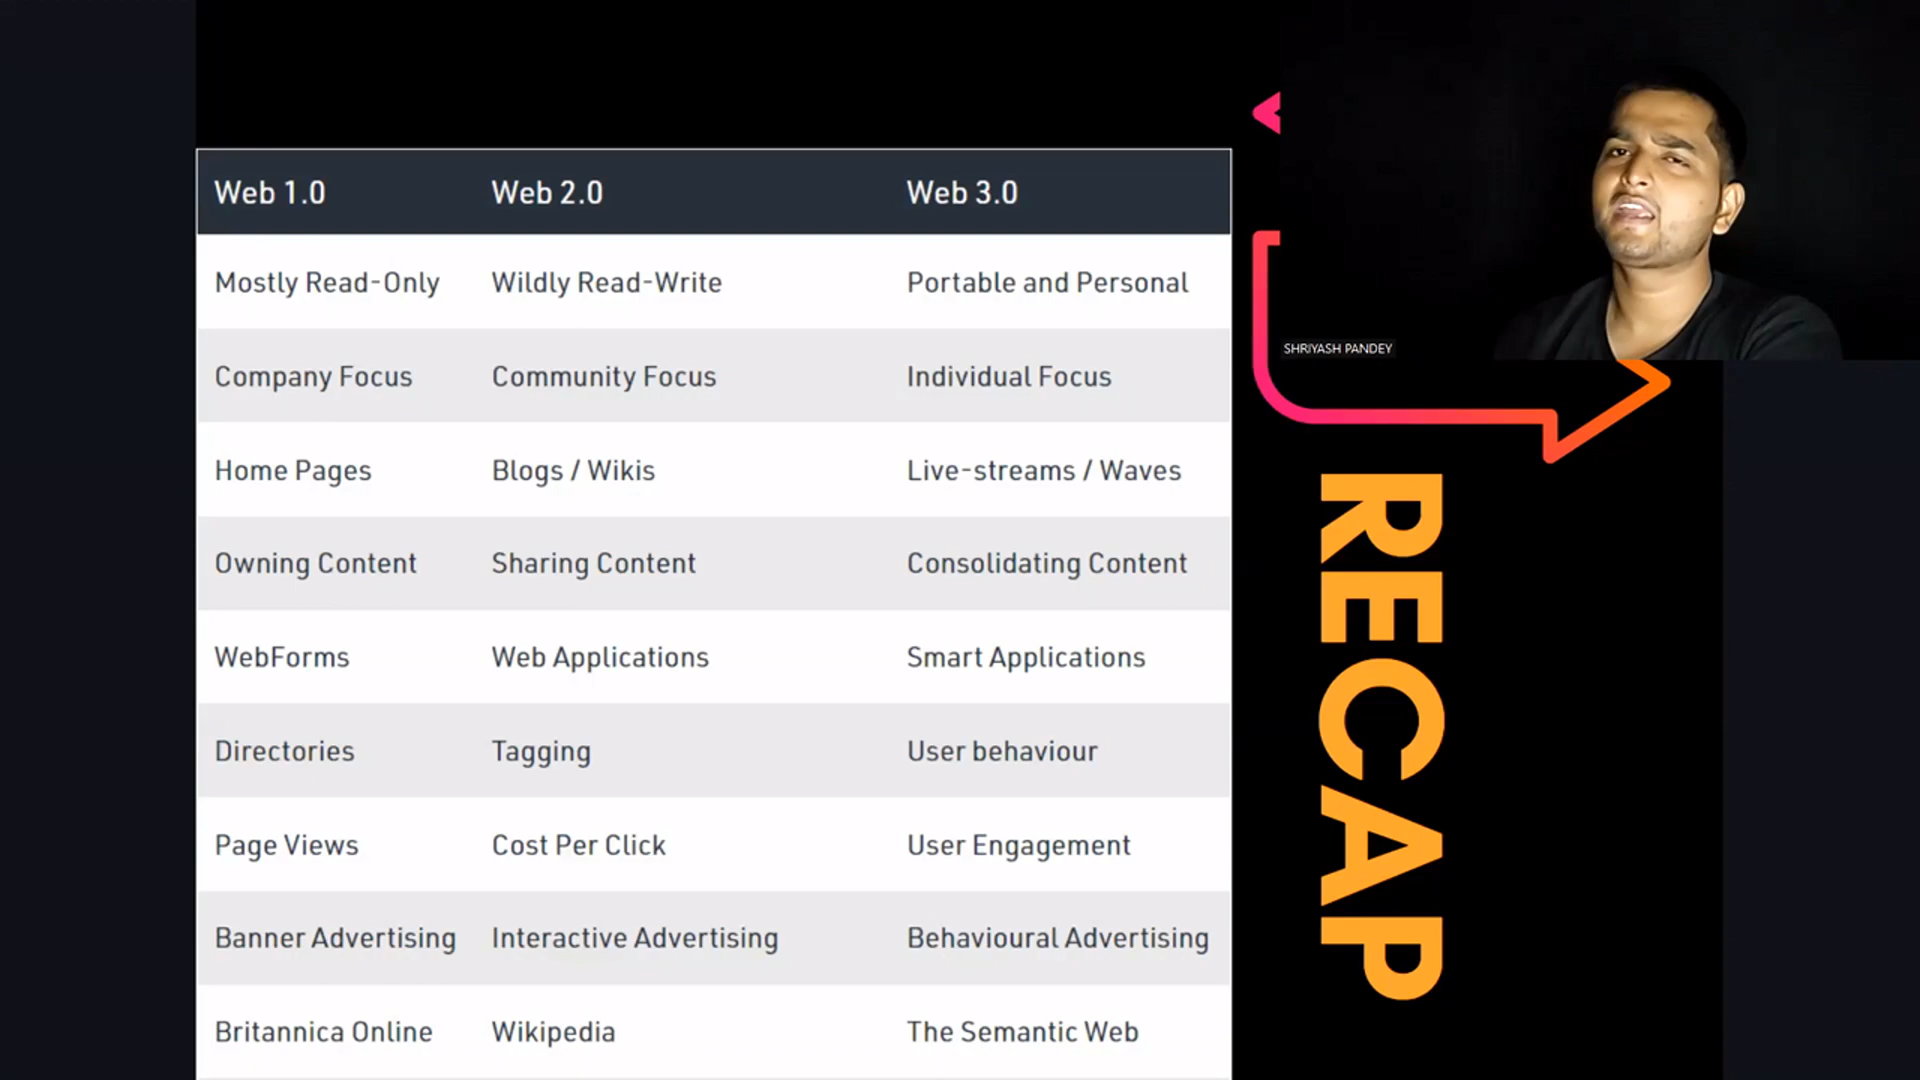 Web 1.0 Web 2.0 Web 3.0
Mostly Read-Only Wildly Read-Write Portable and Personal
Company Focus Community Focus Individual Focus
Home Pages Blogs / Wikis Live-streams / Waves
Owning Content Sharing Content Consolidating Content
WebForms Web Applications Smart Applications
Directories Tagging User behaviour
Page Views Cost Per Click User Engagement
Banner Advertising Interactive Advertising Behavioural Advertising
Britannica Online Wikipedia The Semantic Web
SHRIYASH PANDEY
RECAP